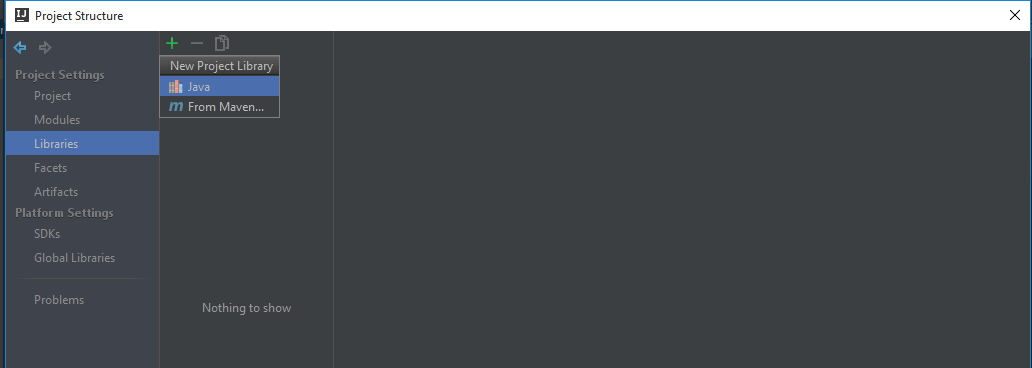 Project Structure
New Project Library
Java
From Maven...
Project Settings
Project
Modules
Libraries
Facets
Artifacts
Platform Settings
SDKs
Global Libraries
Problems
Nothing to show